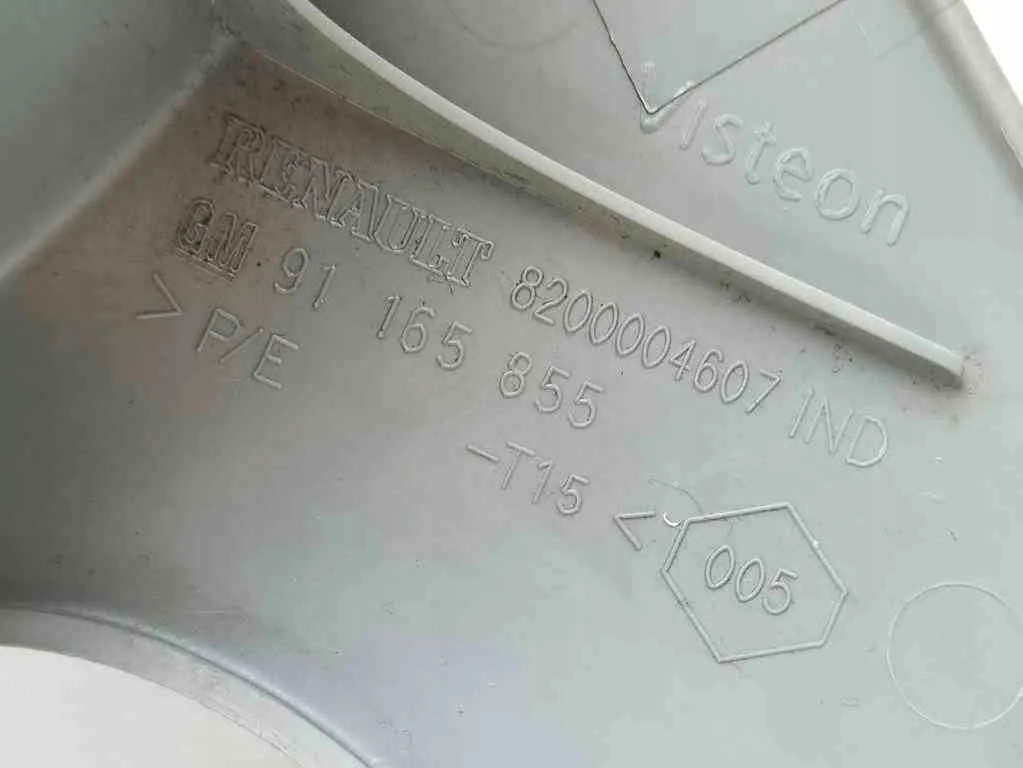 Visteon
RENAULT 8200004607 IND
GM 91 165 855
> P/E -T15 <
005